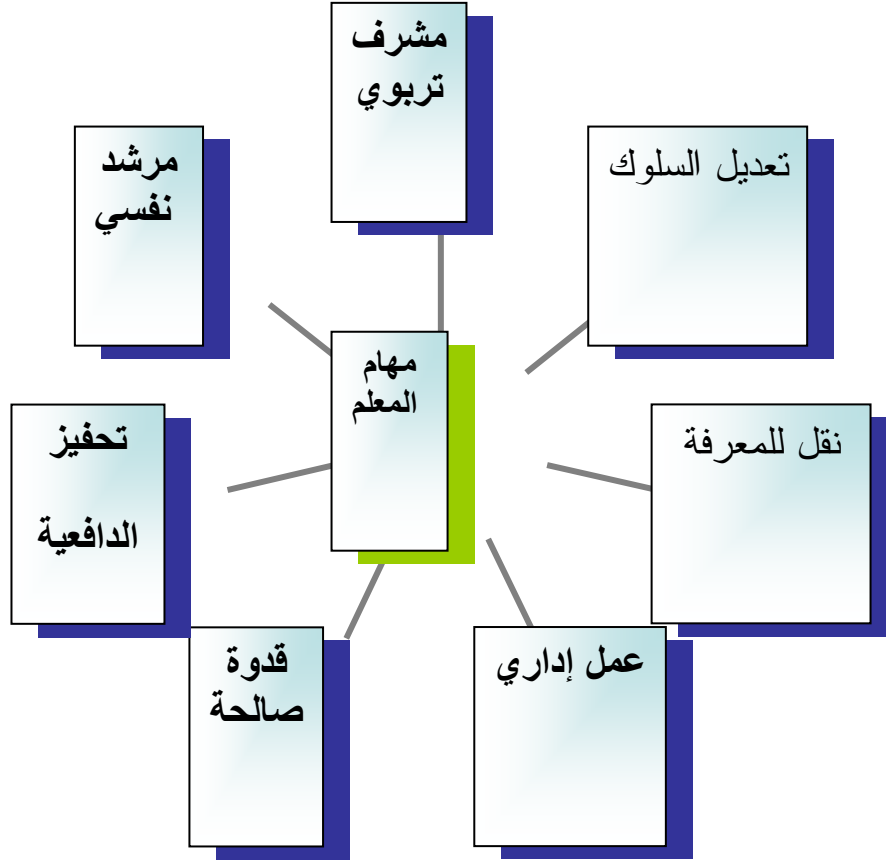 مشرف
تربوي
تعديل السلوك
مرشد
نفسي
مهام
المعلم
نقل للمعرفة
تحفيز
الدافعية
عمل إداري
قدوة
صالحة